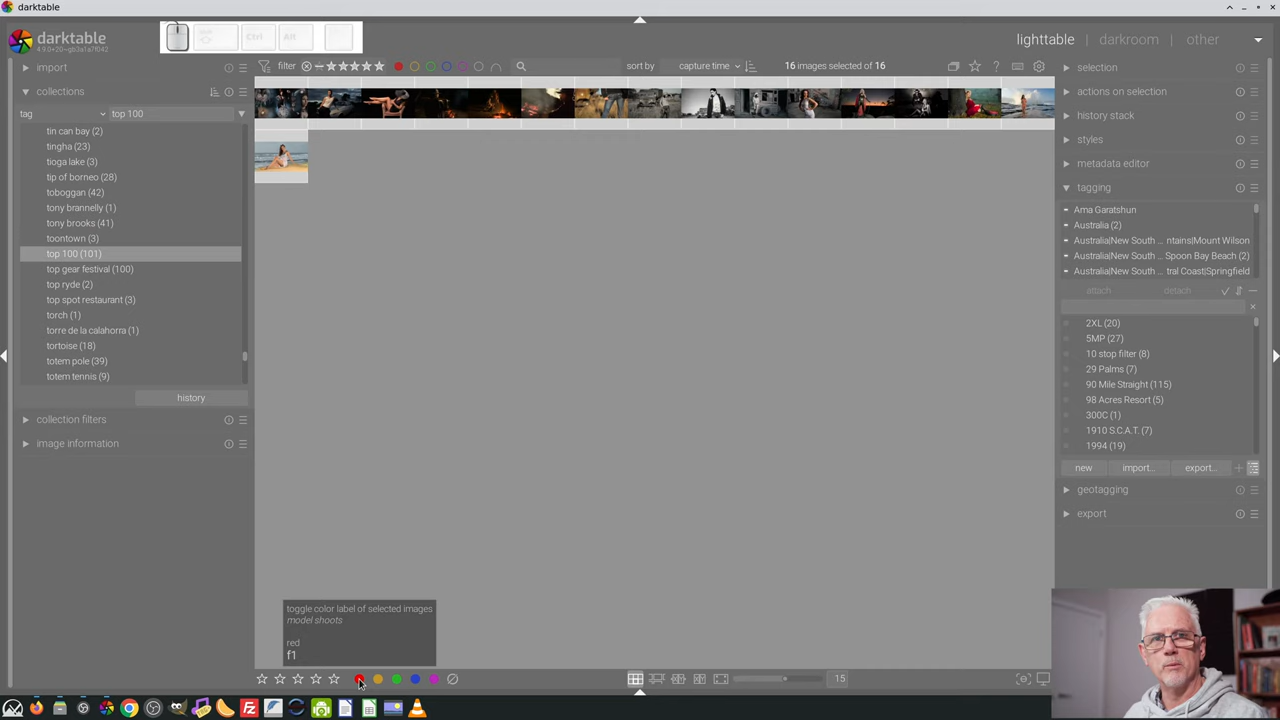 darktable
darktable
4.9.0+20~gb3a1a7f042
Ctrl
Alt
lighttable | darkroom | other
import
filter
sort by
capture time
16 images selected of 16
collections
tag
top 100
tin can bay (2)
tingha (23)
tioga lake (3)
tip of borneo (28)
toboggan (42)
tony brannelly (1)
tony brooks (41)
toontown (3)
top 100 (101)
top gear festival (100)
top ryde (2)
top spot restaurant (3)
torch (1)
torre de la calahorra (1)
tortoise (18)
totem pole (39)
totem tennis (9)
history
collection filters
image information
toggle color label of selected images
model shoots
red
f1
15
selection
actions on selection
history stack
styles
metadata editor
tagging
Ama Garatshun
Australia (2)
Australia|New South ... ntains|Mount Wilson
Australia|New South ... Spoon Bay Beach (2)
Australia|New South ... tral Coast|Springfield
attach
detach
2XL (20)
5MP (27)
10 stop filter (8)
29 Palms (7)
90 Mile Straight (115)
98 Acres Resort (5)
300C (1)
1910 S.C.A.T. (7)
1994 (19)
new
import...
export...
geotagging
export